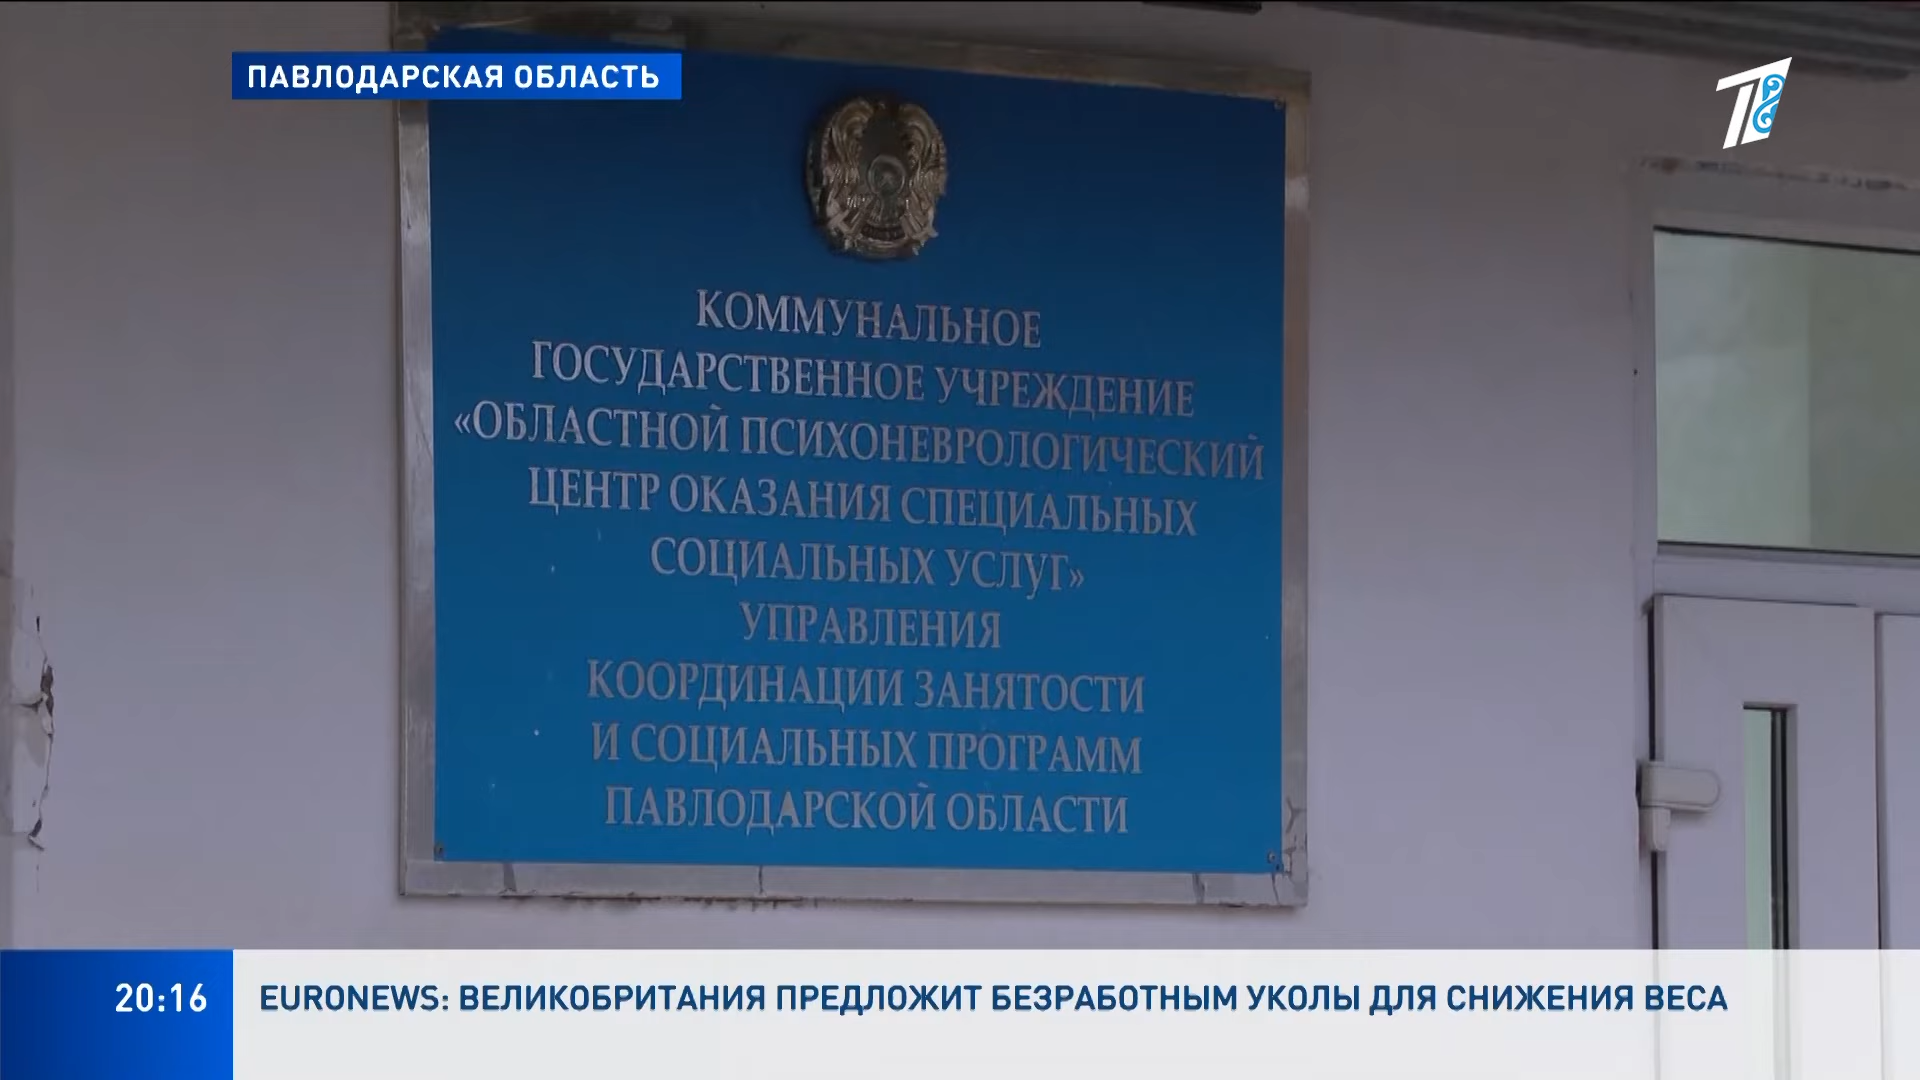 ПАВЛОДАРСКАЯ ОБЛАСТЬ
КОММУНАЛЬНОЕ
ГОСУДАРСТВЕННОЕ УЧРЕЖДЕНИЕ
«ОБЛАСТНОЙ ПСИХОНЕВРОЛОГИЧЕСКИЙ
ЦЕНТР ОКАЗАНИЯ СПЕЦИАЛЬНЫХ
СОЦИАЛЬНЫХ УСЛУГ»
УПРАВЛЕНИЯ
КООРДИНАЦИИ ЗАНЯТОСТИ
И СОЦИАЛЬНЫХ ПРОГРАММ
ПАВЛОДАРСКОЙ ОБЛАСТИ
20:16
EURONEWS: ВЕЛИКОБРИТАНИЯ ПРЕДЛОЖИТ БЕЗРАБОТНЫМ УКОЛЫ ДЛЯ СНИЖЕНИЯ ВЕСА